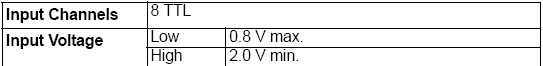 Input Channels 8 TTL
Input Voltage Low 0.8 V max.
High 2.0 V min.